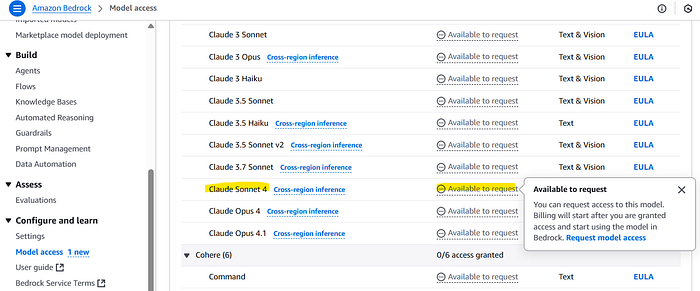 Amazon Bedrock > Model access
Imported models
Marketplace model deployment
Build
Agents
Flows
Knowledge Bases
Automated Reasoning
Guardrails
Prompt Management
Data Automation
Assess
Evaluations
Configure and learn
Settings
Model access 1 new
User guide
Bedrock Service Terms
Claude 3 Sonnet Available to request Text & Vision EULA
Claude 3 Opus Cross-region inference Available to request Text & Vision EULA
Claude 3 Haiku Available to request Text & Vision EULA
Claude 3.5 Sonnet Available to request Text & Vision EULA
Claude 3.5 Haiku Cross-region inference Available to request Text EULA
Claude 3.5 Sonnet v2 Cross-region inference Available to request Text & Vision EULA
Claude 3.7 Sonnet Cross-region inference Available to request Text & Vision EULA
Claude Sonnet 4 Cross-region inference Available to request
Claude Opus 4 Cross-region inference Available to request
Claude Opus 4.1 Cross-region inference Available to request
Cohere (6) 0/6 access granted
Command Available to request Text EULA
Available to request
You can request access to this model.
Billing will start after you are granted
access and start using the model in
Bedrock. Request model access